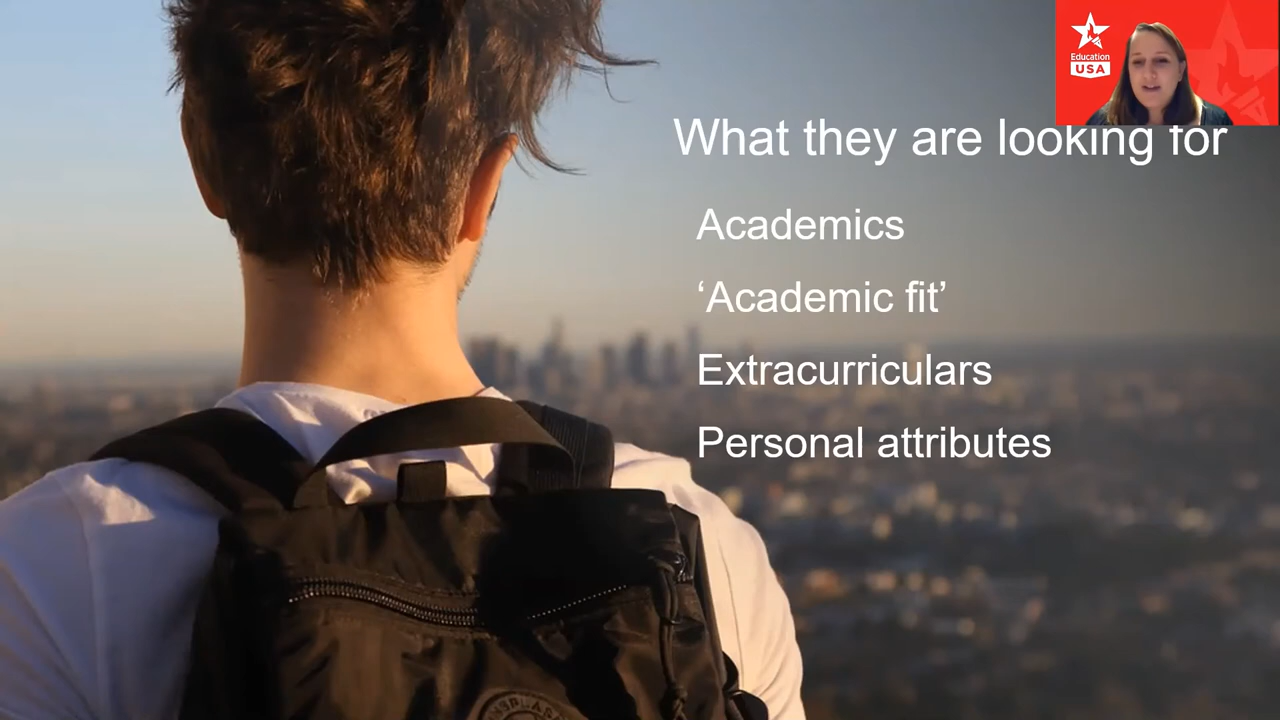 Education
USA
What they are looking for
Academics
‘Academic fit’
Extracurriculars
Personal attributes